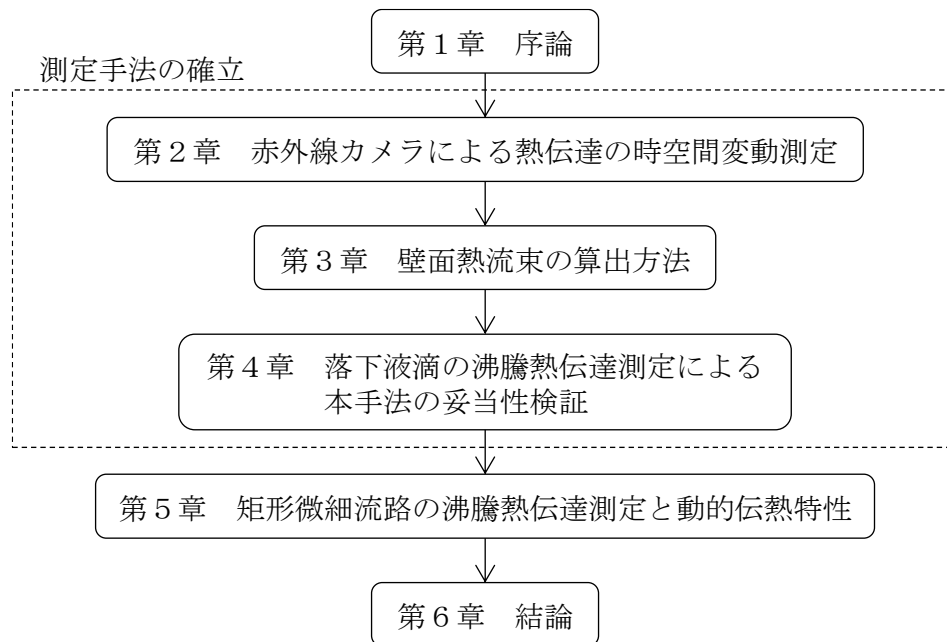 第１章　序論
測定手法の確立
第２章　赤外線カメラによる熱伝達の時空間変動測定
第３章　壁面熱流束の算出方法
第４章　落下液滴の沸騰熱伝達測定による
本手法の妥当性検証
第５章　矩形微細流路の沸騰熱伝達測定と動的伝熱特性
第６章　結論